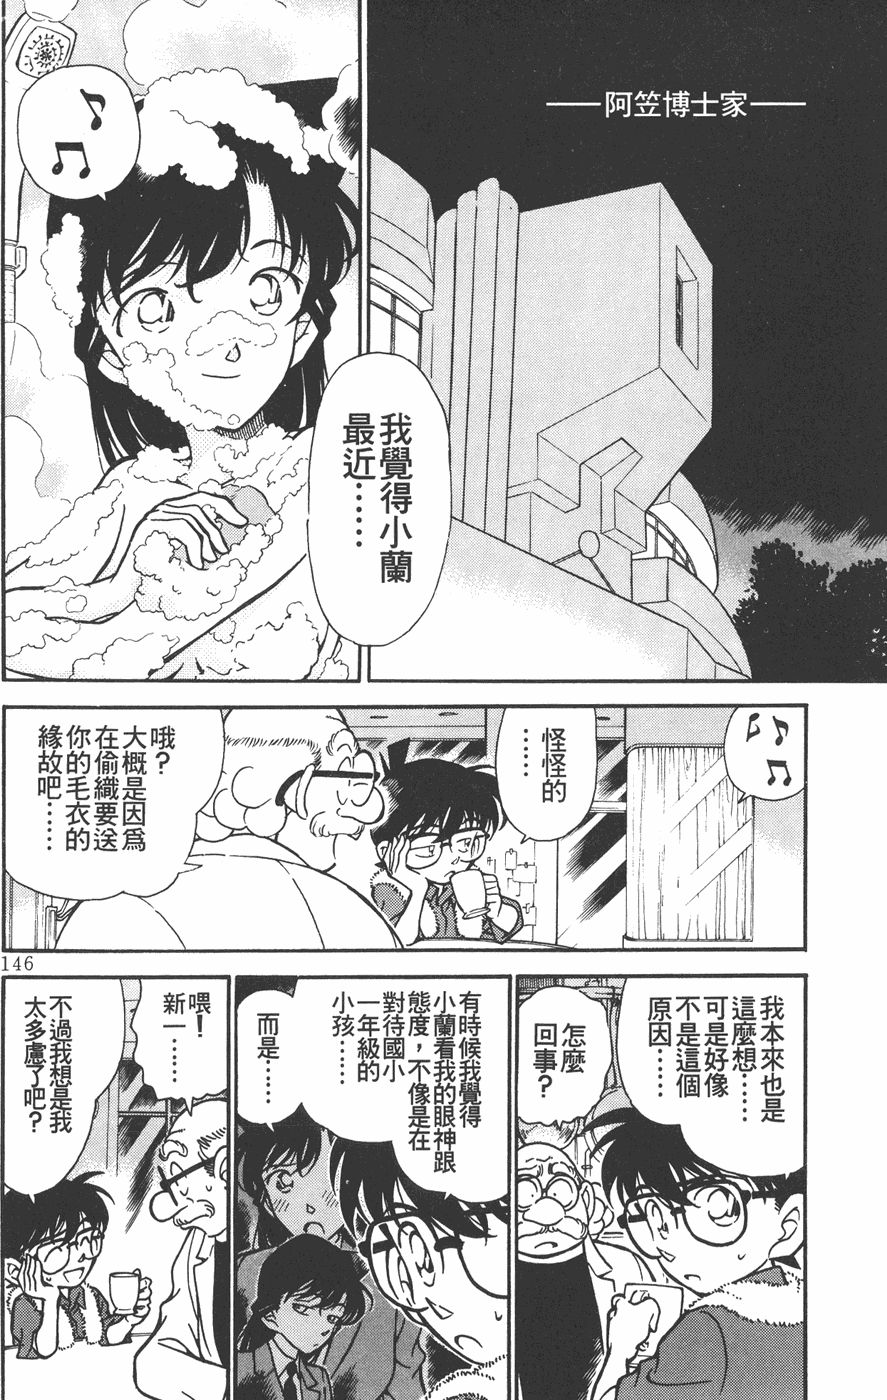 ——阿笠博士家——
我覺得小蘭
最近……
怪怪的
……
哦？
大概是因爲
在偷織要送
你的毛衣的
緣故吧……
我本來也是
這麼想……
可是好像
不是這個
原因……
怎麼
回事？
有時候我覺得
小蘭看我的眼神跟
態度，不像是在
對待國小
一年級的
小孩……
而是……
喂！
新一……
不過我想是我
太多慮了吧？
146